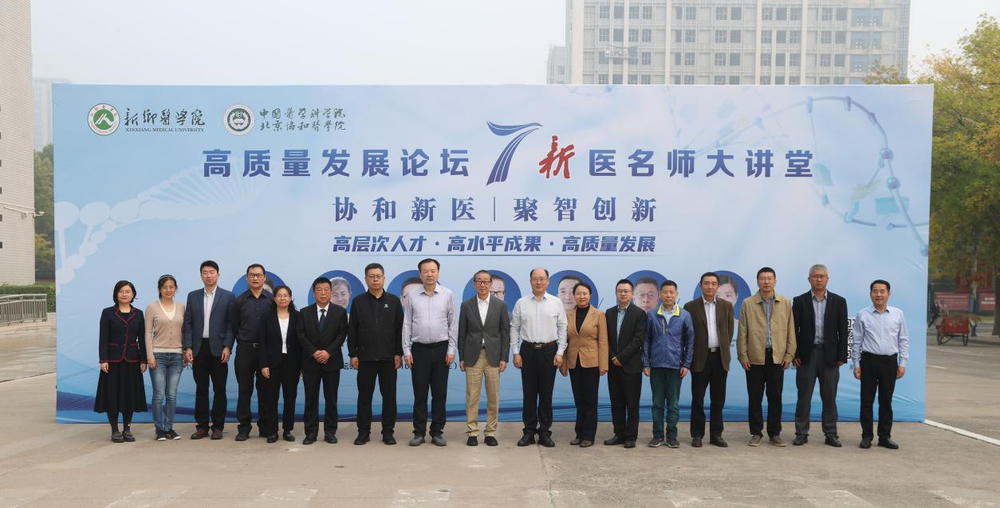 新乡医学院
XINXIANG MEDICAL UNIVERSITY
中国医学科学院
北京协和医学院
高质量发展论坛 7 新医名师大讲堂
协和新医|聚智创新
高层次人才·高水平成果·高质量发展